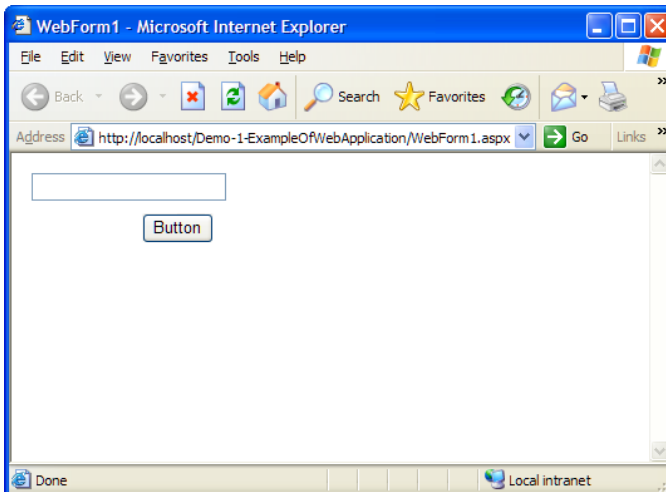 WebForm1 - Microsoft Internet Explorer
File Edit View Favorites Tools Help
Back Search Favorites »
Address http://localhost/Demo-1-ExampleOfWebApplication/WebForm1.aspx Go Links »
Button
Done Local intranet